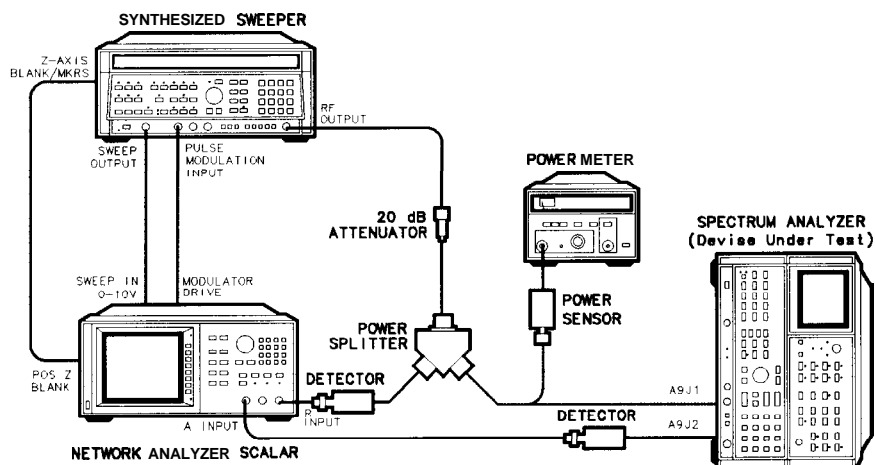 SYNTHESIZED SWEEPER
Z-AXIS
BLANK/MKRS
RF
OUTPUT
SWEEP
OUTPUT
PULSE
MODULATION
INPUT
POWER METER
20 dB
ATTENUATOR
SPECTRUM ANALYZER
(Devise Under Test)
SWEEP IN
0-10V
MODULATOR
DRIVE
POWER
SENSOR
POWER
SPLITTER
POS Z
BLANK
DETECTOR
R
INPUT
A INPUT
A9J1
DETECTOR
A9J2
NETWORK ANALYZER SCALAR